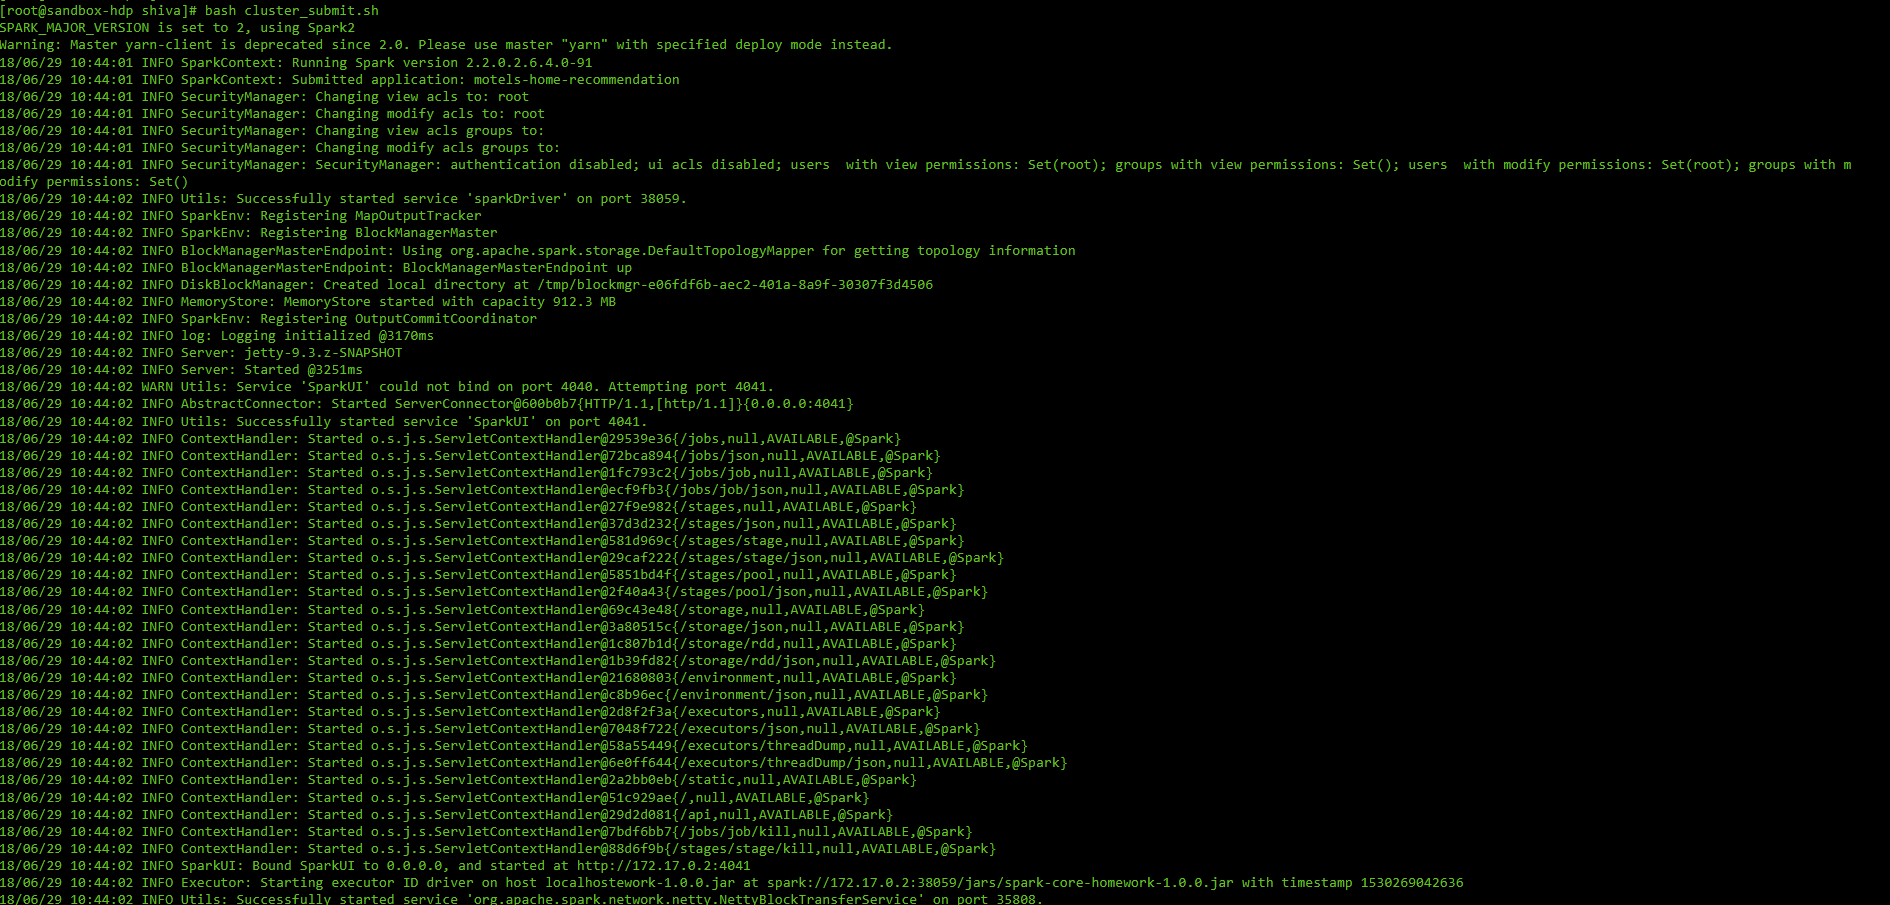 [root@sandbox-hdp shiva]# bash cluster_submit.sh
SPARK_MAJOR_VERSION is set to 2, using Spark2
Warning: Master yarn-client is deprecated since 2.0. Please use master "yarn" with specified deploy mode instead.
18/06/29 10:44:01 INFO SparkContext: Running Spark version 2.2.0.2.6.4.0-91
18/06/29 10:44:01 INFO SparkContext: Submitted application: motels-home-recommendation
18/06/29 10:44:01 INFO SecurityManager: Changing view acls to: root
18/06/29 10:44:01 INFO SecurityManager: Changing modify acls to: root
18/06/29 10:44:01 INFO SecurityManager: Changing view acls groups to:
18/06/29 10:44:01 INFO SecurityManager: Changing modify acls groups to:
18/06/29 10:44:01 INFO SecurityManager: SecurityManager: authentication disabled; ui acls disabled; users  with view permissions: Set(root); groups with view permissions: Set(); users  with modify permissions: Set(root); groups with m
odify permissions: Set()
18/06/29 10:44:02 INFO Utils: Successfully started service 'sparkDriver' on port 38059.
18/06/29 10:44:02 INFO SparkEnv: Registering MapOutputTracker
18/06/29 10:44:02 INFO SparkEnv: Registering BlockManagerMaster
18/06/29 10:44:02 INFO BlockManagerMasterEndpoint: Using org.apache.spark.storage.DefaultTopologyMapper for getting topology information
18/06/29 10:44:02 INFO BlockManagerMasterEndpoint: BlockManagerMasterEndpoint up
18/06/29 10:44:02 INFO DiskBlockManager: Created local directory at /tmp/blockmgr-e06fdf6b-aec2-401a-8a9f-30307f3d4506
18/06/29 10:44:02 INFO MemoryStore: MemoryStore started with capacity 912.3 MB
18/06/29 10:44:02 INFO SparkEnv: Registering OutputCommitCoordinator
18/06/29 10:44:02 INFO log: Logging initialized @3170ms
18/06/29 10:44:02 INFO Server: jetty-9.3.z-SNAPSHOT
18/06/29 10:44:02 INFO Server: Started @3251ms
18/06/29 10:44:02 WARN Utils: Service 'SparkUI' could not bind on port 4040. Attempting port 4041.
18/06/29 10:44:02 INFO AbstractConnector: Started ServerConnector@600b0b7{HTTP/1.1,[http/1.1]}{0.0.0.0:4041}
18/06/29 10:44:02 INFO Utils: Successfully started service 'SparkUI' on port 4041.
18/06/29 10:44:02 INFO ContextHandler: Started o.s.j.s.ServletContextHandler@29539e36{/jobs,null,AVAILABLE,@Spark}
18/06/29 10:44:02 INFO ContextHandler: Started o.s.j.s.ServletContextHandler@72bca894{/jobs/json,null,AVAILABLE,@Spark}
18/06/29 10:44:02 INFO ContextHandler: Started o.s.j.s.ServletContextHandler@1fc793c2{/jobs/job,null,AVAILABLE,@Spark}
18/06/29 10:44:02 INFO ContextHandler: Started o.s.j.s.ServletContextHandler@ecf9fb3{/jobs/job/json,null,AVAILABLE,@Spark}
18/06/29 10:44:02 INFO ContextHandler: Started o.s.j.s.ServletContextHandler@27f9e982{/stages,null,AVAILABLE,@Spark}
18/06/29 10:44:02 INFO ContextHandler: Started o.s.j.s.ServletContextHandler@37d3d232{/stages/json,null,AVAILABLE,@Spark}
18/06/29 10:44:02 INFO ContextHandler: Started o.s.j.s.ServletContextHandler@581d969c{/stages/stage,null,AVAILABLE,@Spark}
18/06/29 10:44:02 INFO ContextHandler: Started o.s.j.s.ServletContextHandler@29caf222{/stages/stage/json,null,AVAILABLE,@Spark}
18/06/29 10:44:02 INFO ContextHandler: Started o.s.j.s.ServletContextHandler@5851bd4f{/stages/pool,null,AVAILABLE,@Spark}
18/06/29 10:44:02 INFO ContextHandler: Started o.s.j.s.ServletContextHandler@2f40a43{/stages/pool/json,null,AVAILABLE,@Spark}
18/06/29 10:44:02 INFO ContextHandler: Started o.s.j.s.ServletContextHandler@69c43e48{/storage,null,AVAILABLE,@Spark}
18/06/29 10:44:02 INFO ContextHandler: Started o.s.j.s.ServletContextHandler@3a80515c{/storage/json,null,AVAILABLE,@Spark}
18/06/29 10:44:02 INFO ContextHandler: Started o.s.j.s.ServletContextHandler@1c807b1d{/storage/rdd,null,AVAILABLE,@Spark}
18/06/29 10:44:02 INFO ContextHandler: Started o.s.j.s.ServletContextHandler@1b39fd82{/storage/rdd/json,null,AVAILABLE,@Spark}
18/06/29 10:44:02 INFO ContextHandler: Started o.s.j.s.ServletContextHandler@21680803{/environment,null,AVAILABLE,@Spark}
18/06/29 10:44:02 INFO ContextHandler: Started o.s.j.s.ServletContextHandler@c8b96ec{/environment/json,null,AVAILABLE,@Spark}
18/06/29 10:44:02 INFO ContextHandler: Started o.s.j.s.ServletContextHandler@2d8f2f3a{/executors,null,AVAILABLE,@Spark}
18/06/29 10:44:02 INFO ContextHandler: Started o.s.j.s.ServletContextHandler@7048f722{/executors/json,null,AVAILABLE,@Spark}
18/06/29 10:44:02 INFO ContextHandler: Started o.s.j.s.ServletContextHandler@58a55449{/executors/threadDump,null,AVAILABLE,@Spark}
18/06/29 10:44:02 INFO ContextHandler: Started o.s.j.s.ServletContextHandler@6e0ff644{/executors/threadDump/json,null,AVAILABLE,@Spark}
18/06/29 10:44:02 INFO ContextHandler: Started o.s.j.s.ServletContextHandler@2a2bb0eb{/static,null,AVAILABLE,@Spark}
18/06/29 10:44:02 INFO ContextHandler: Started o.s.j.s.ServletContextHandler@51c929ae{/,null,AVAILABLE,@Spark}
18/06/29 10:44:02 INFO ContextHandler: Started o.s.j.s.ServletContextHandler@29d2d081{/api,null,AVAILABLE,@Spark}
18/06/29 10:44:02 INFO ContextHandler: Started o.s.j.s.ServletContextHandler@7bdf6bb7{/jobs/job/kill,null,AVAILABLE,@Spark}
18/06/29 10:44:02 INFO ContextHandler: Started o.s.j.s.ServletContextHandler@88d6f9b{/stages/stage/kill,null,AVAILABLE,@Spark}
18/06/29 10:44:02 INFO SparkUI: Bound SparkUI to 0.0.0.0, and started at http://172.17.0.2:4041
18/06/29 10:44:02 INFO Executor: Starting executor ID driver on host localhostework-1.0.0.jar at spark://172.17.0.2:38059/jars/spark-core-homework-1.0.0.jar with timestamp 1530269042636
18/06/29 10:44:02 INFO Utils: Successfully started service 'org.apache.spark.network.netty.NettyBlockTransferService' on port 35808.